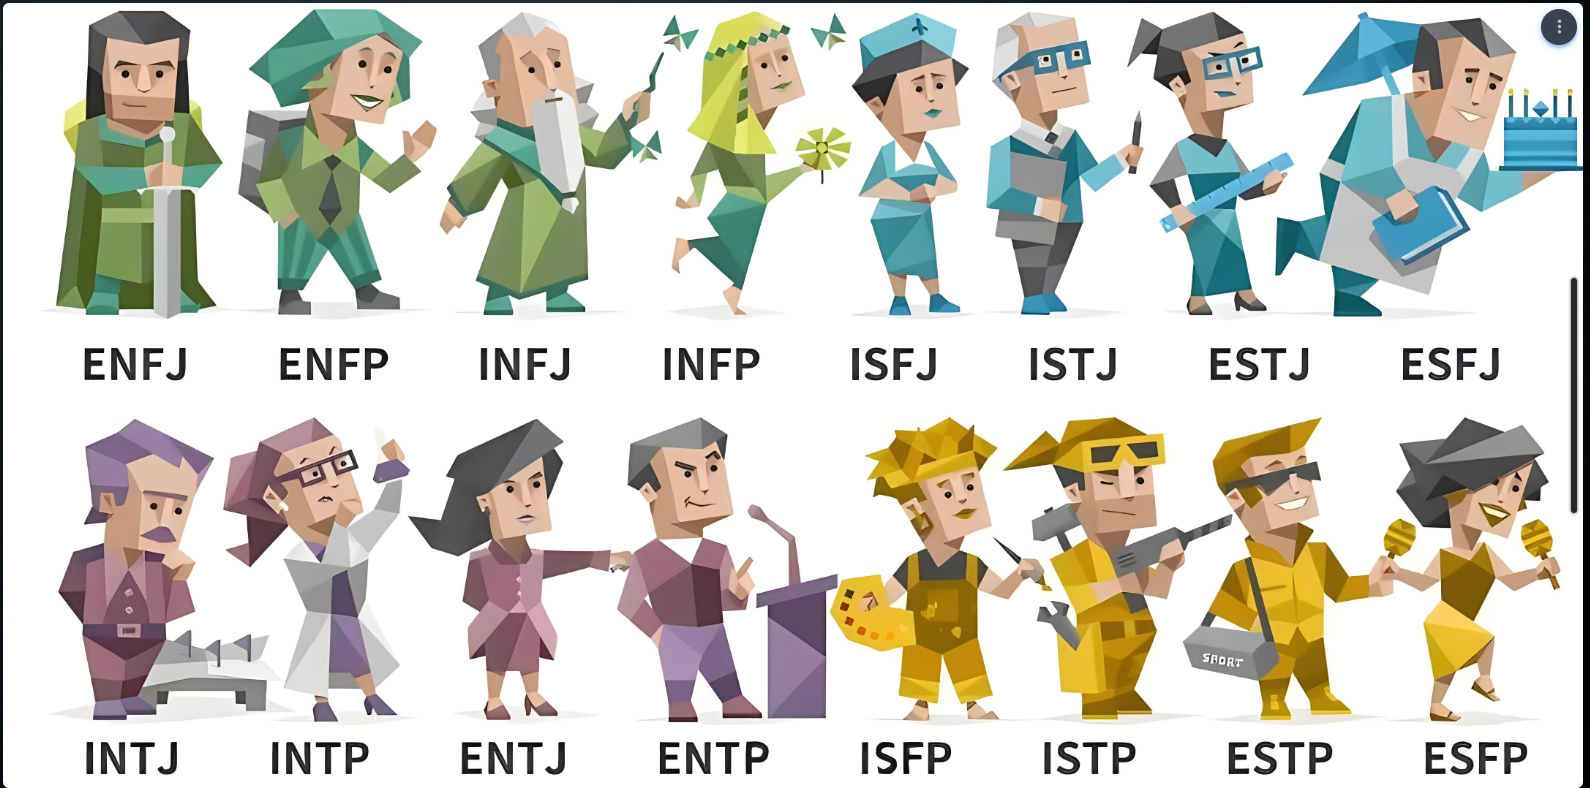 ENFJ ENFP INFJ INFP ISFJ ISTJ ESTJ ESFJ
SPORT
INTJ INTP ENTJ ENTP ISFP ISTP ESTP ESFP